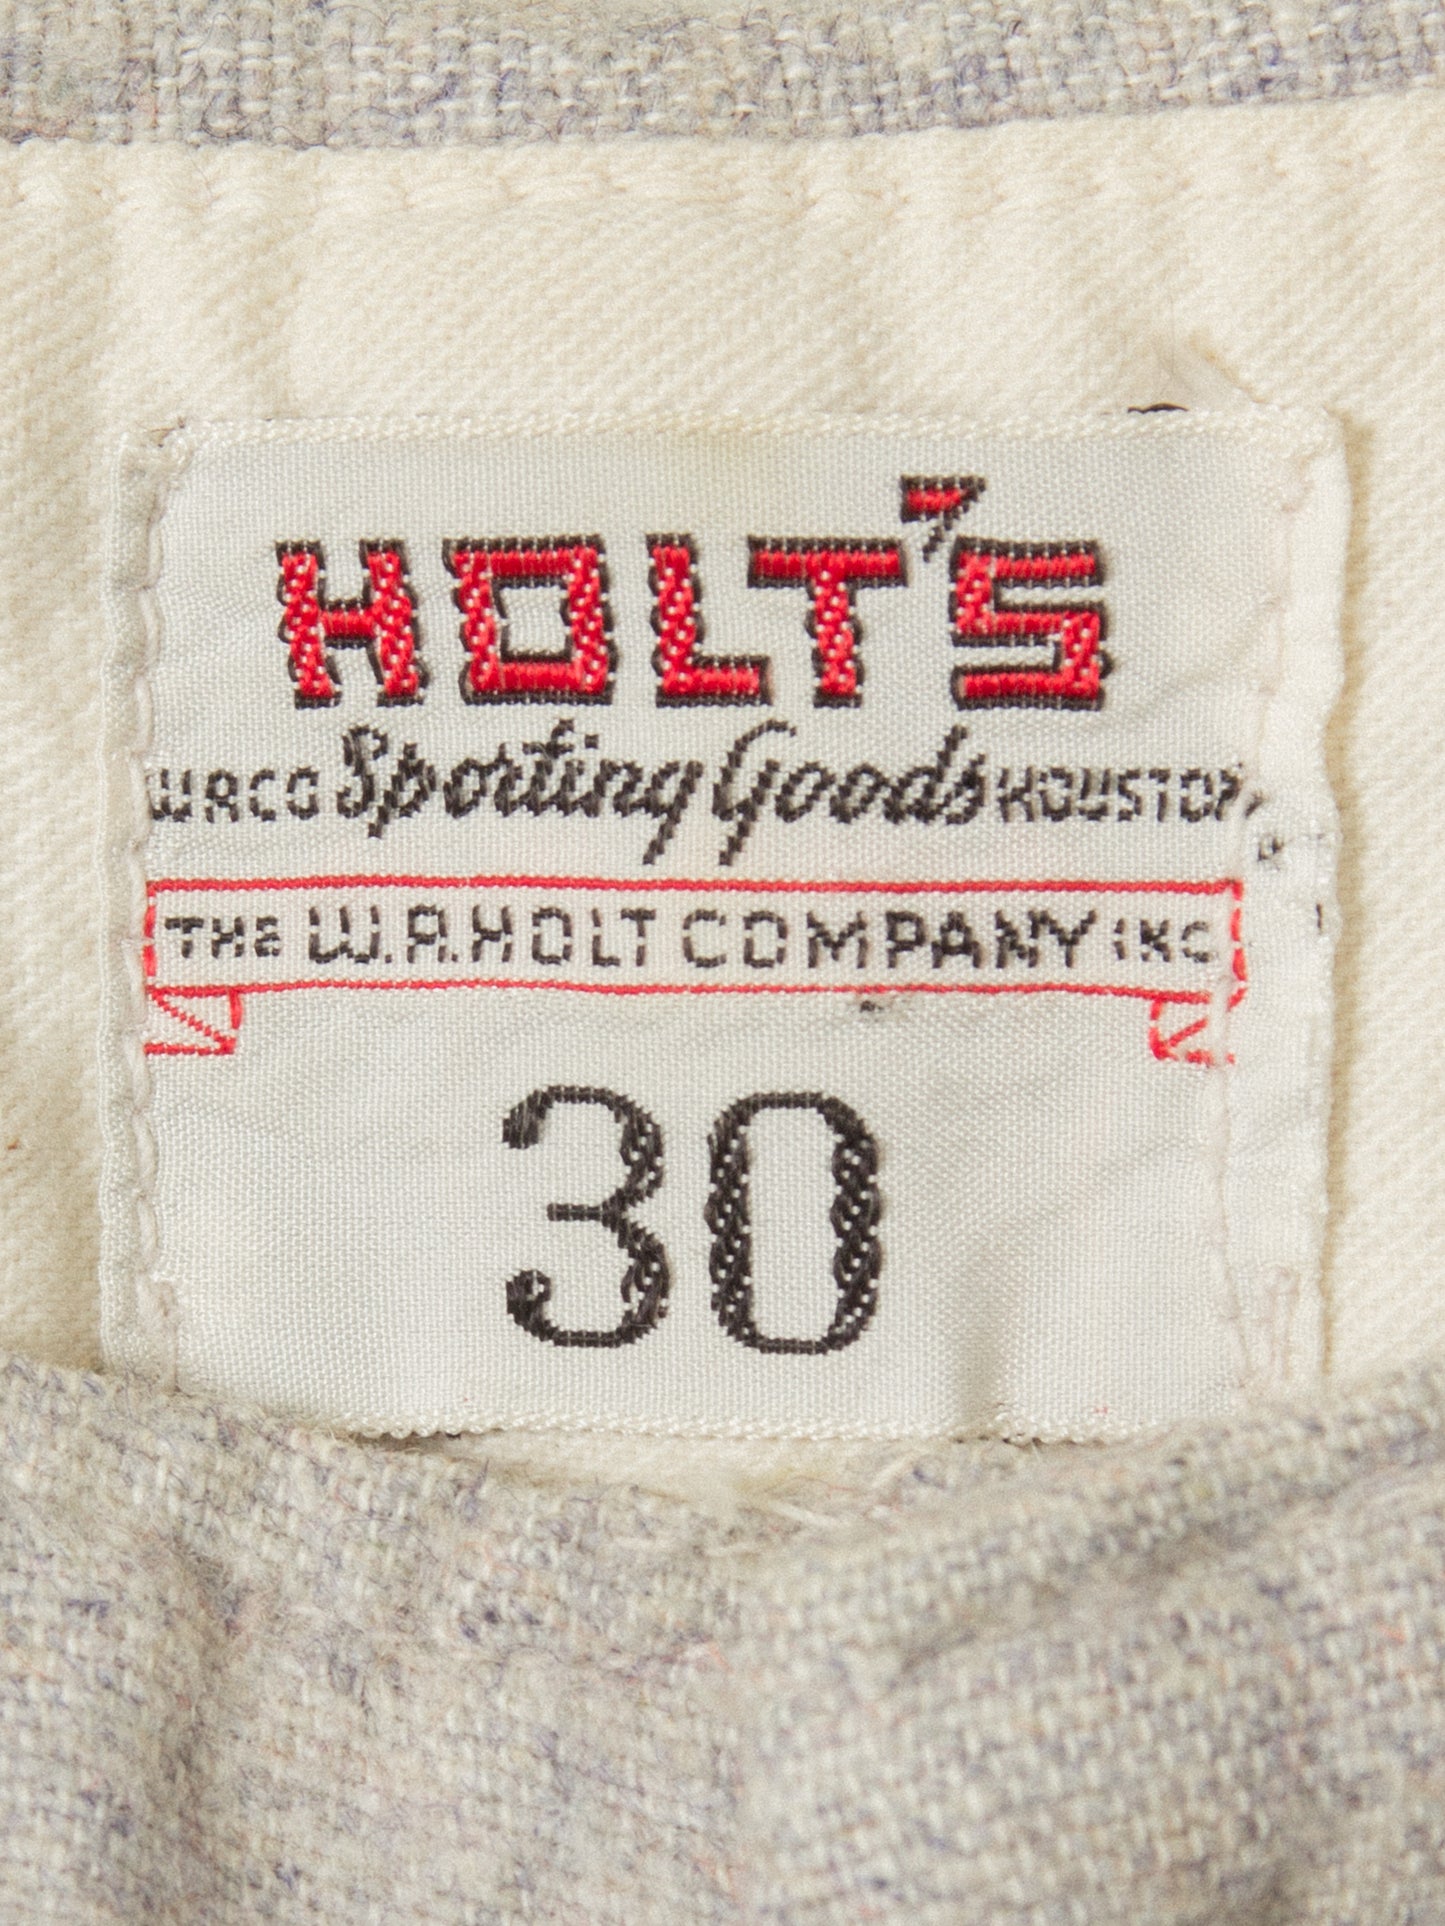 HOLT'S
WACO Sporting Goods HOUSTON
THE W.A. HOLT COMPANY INC
30